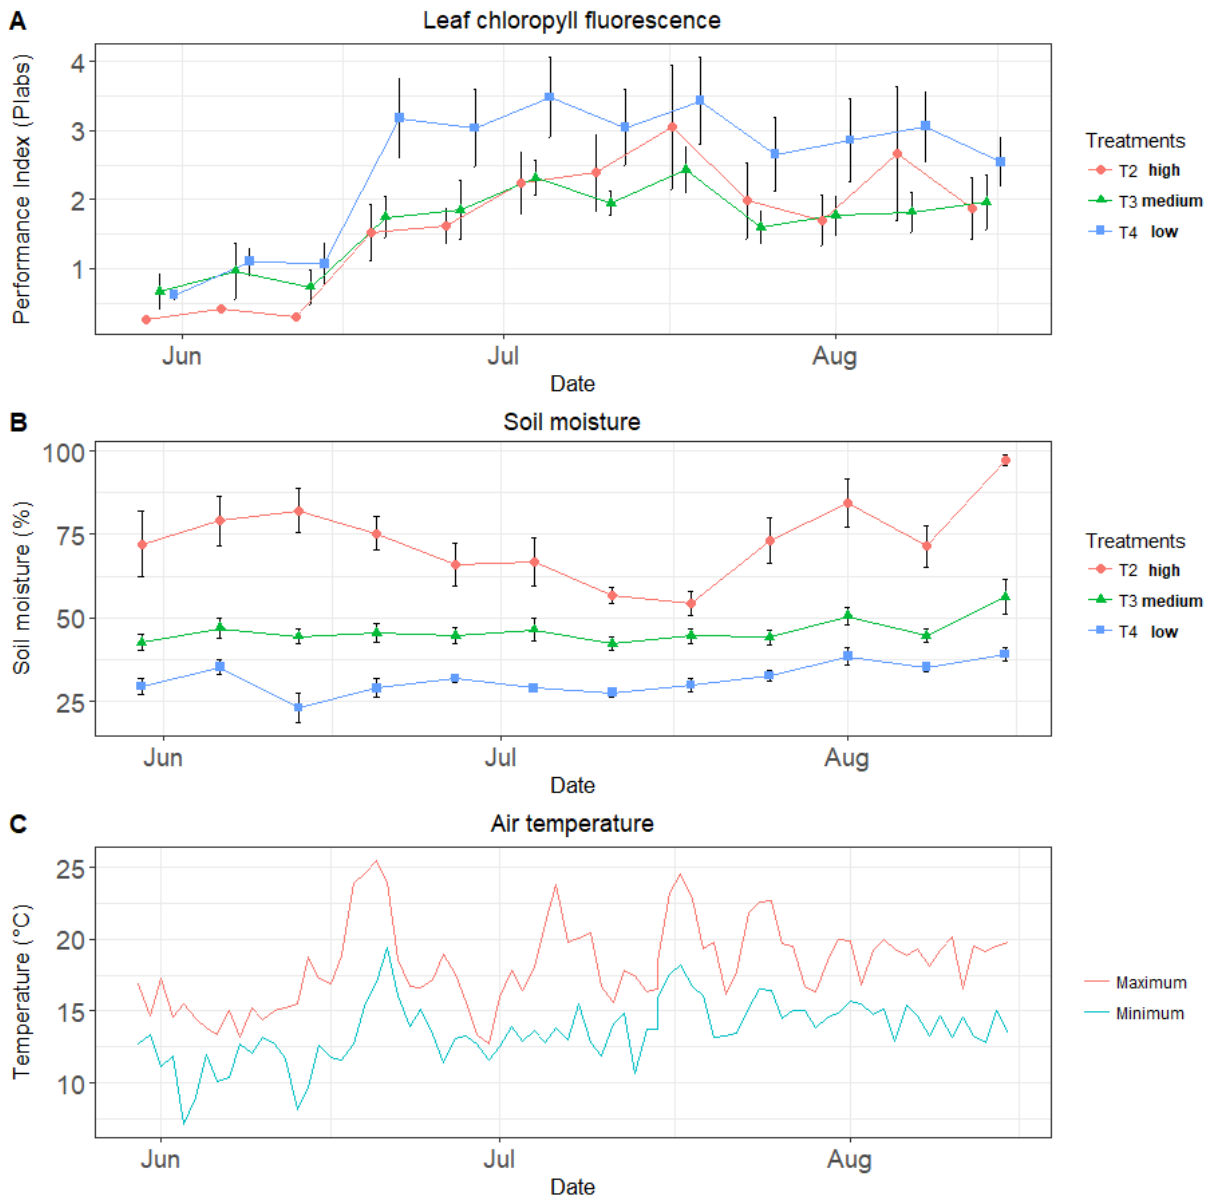 A
Leaf chloropyll fluorescence
Performance Index (PIabs)
4
3
2
1
Jun
Jul
Aug
Date
Treatments
T2 high
T3 medium
T4 low
B
Soil moisture
Soil moisture (%)
100
75
50
25
Jun
Jul
Aug
Date
Treatments
T2 high
T3 medium
T4 low
C
Air temperature
Temperature (°C)
25
20
15
10
Jun
Jul
Aug
Date
Maximum
Minimum